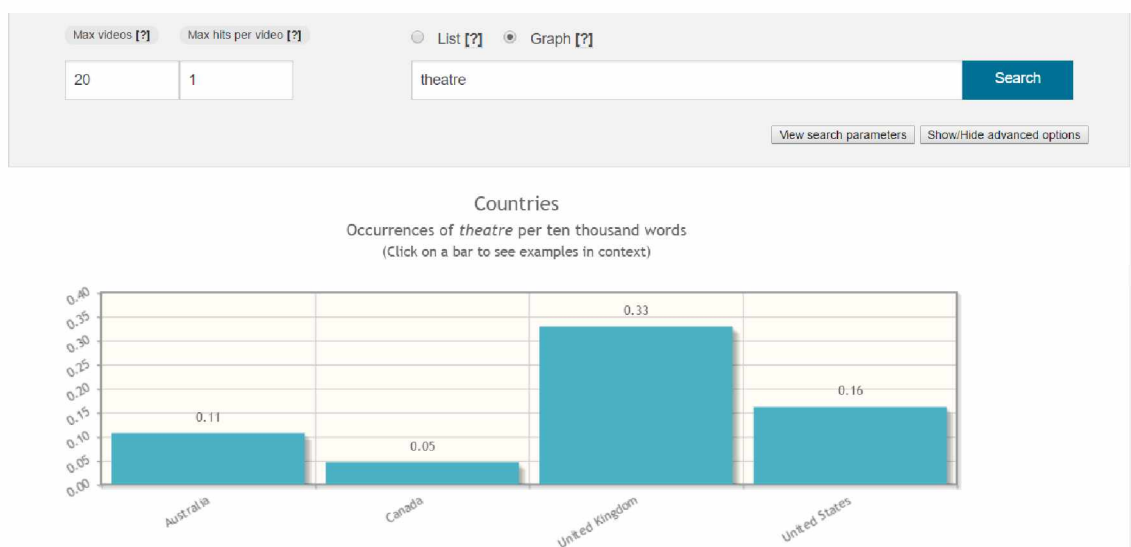 Max videos [?] Max hits per video [?] List [?] Graph [?]
20 1 theatre Search
View search parameters Show/Hide advanced options
Countries
Occurrences of theatre per ten thousand words
(Click on a bar to see examples in context)
0.40
0.35
0.30
0.25
0.20
0.15
0.10
0.05
0.00
0.11
0.05
0.33
0.16
Australia
Canada
United Kingdom
United States